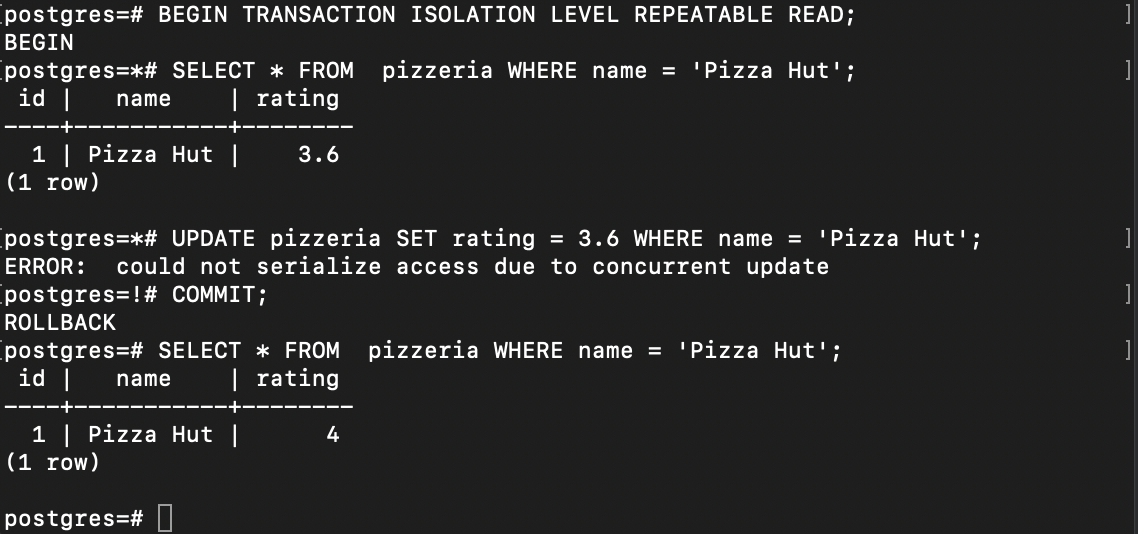 postgres=# BEGIN TRANSACTION ISOLATION LEVEL REPEATABLE READ;
BEGIN
postgres=*# SELECT * FROM  pizzeria WHERE name = 'Pizza Hut';
 id |   name    | rating
----+-----------+--------
  1 | Pizza Hut |    3.6
(1 row)

postgres=*# UPDATE pizzeria SET rating = 3.6 WHERE name = 'Pizza Hut';
ERROR:  could not serialize access due to concurrent update
postgres=!# COMMIT;
ROLLBACK
postgres=# SELECT * FROM  pizzeria WHERE name = 'Pizza Hut';
 id |   name    | rating
----+-----------+--------
  1 | Pizza Hut |      4
(1 row)

postgres=#